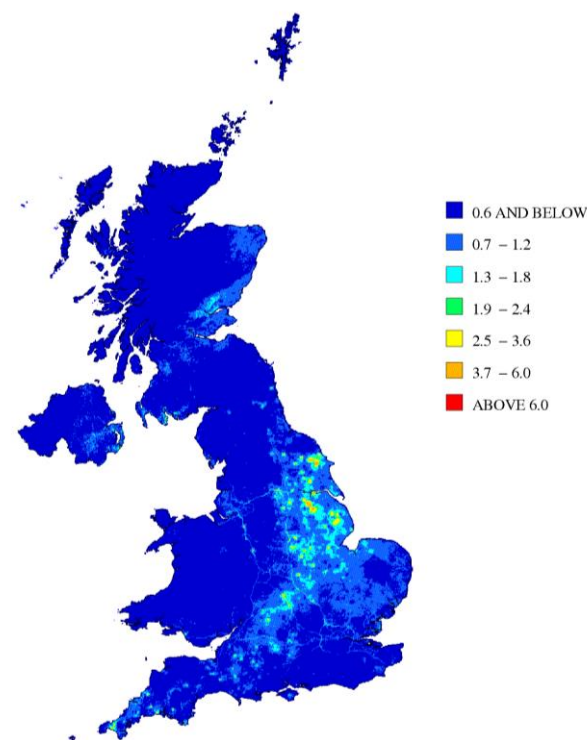 0.6 AND BELOW
0.7 – 1.2
1.3 – 1.8
1.9 – 2.4
2.5 – 3.6
3.7 – 6.0
ABOVE 6.0